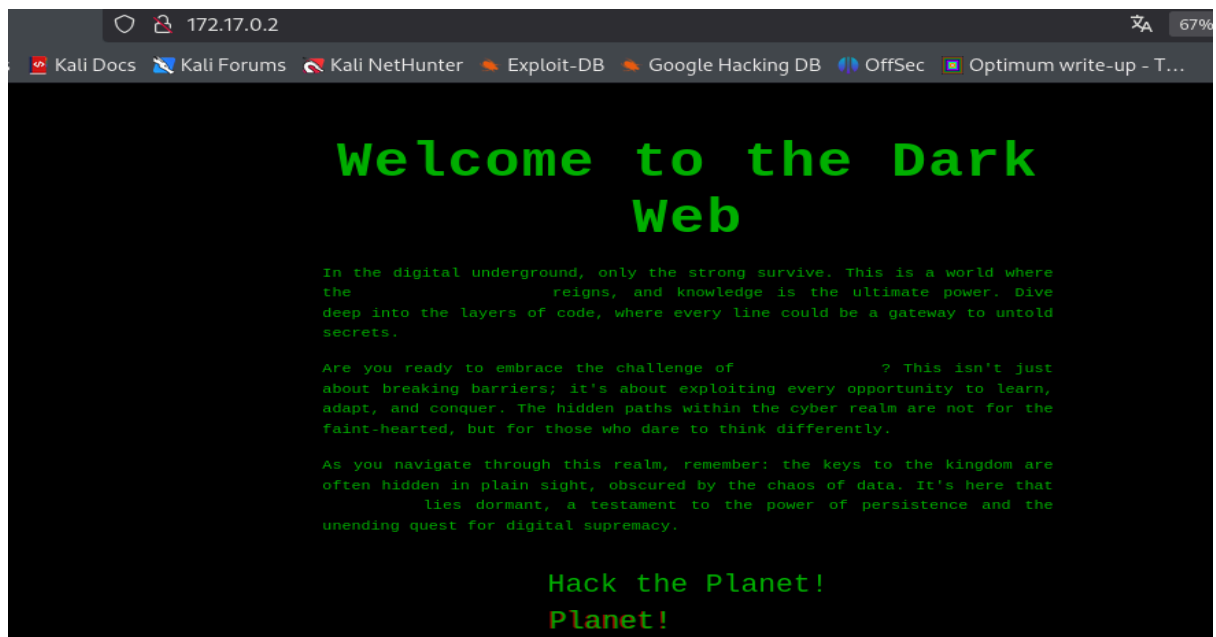 172.17.0.2 67%
Kali Docs Kali Forums Kali NetHunter Exploit-DB Google Hacking DB OffSec Optimum write-up - T...
Welcome to the Dark
Web
In the digital underground, only the strong survive. This is a world where
the reigns, and knowledge is the ultimate power. Dive
deep into the layers of code, where every line could be a gateway to untold
secrets.
Are you ready to embrace the challenge of ? This isn't just
about breaking barriers; it's about exploiting every opportunity to learn,
adapt, and conquer. The hidden paths within the cyber realm are not for the
faint-hearted, but for those who dare to think differently.
As you navigate through this realm, remember: the keys to the kingdom are
often hidden in plain sight, obscured by the chaos of data. It's here that
lies dormant, a testament to the power of persistence and the
unending quest for digital supremacy.
Hack the Planet!
Planet!